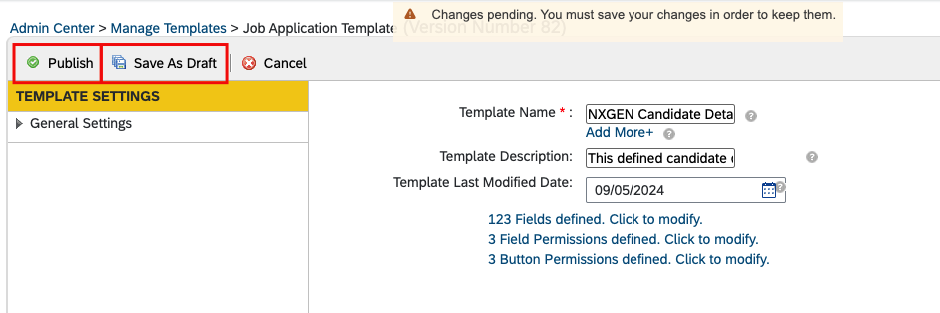 Changes pending. You must save your changes in order to keep them.
Admin Center > Manage Templates > Job Application Template (Version Number 82)
Publish Save As Draft Cancel
TEMPLATE SETTINGS
General Settings
Template Name * : NXGEN Candidate Deta
Add More+
Template Description: This defined candidate
Template Last Modified Date: 09/05/2024
123 Fields defined. Click to modify.
3 Field Permissions defined. Click to modify.
3 Button Permissions defined. Click to modify.